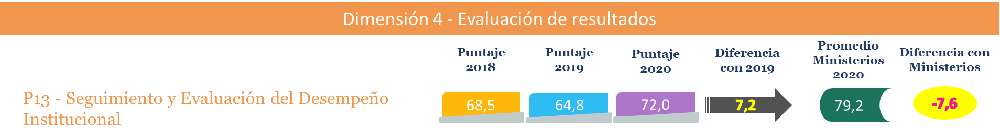 Dimensión 4 - Evaluación de resultados
Puntaje
2018
Puntaje
2019
Puntaje
2020
Diferencia
con 2019
Promedio
Ministerios
2020
Diferencia con
Ministerios
P13 - Seguimiento y Evaluación del Desempeño
Institucional
68,5
64,8
72,0
7,2
79,2
-7,6